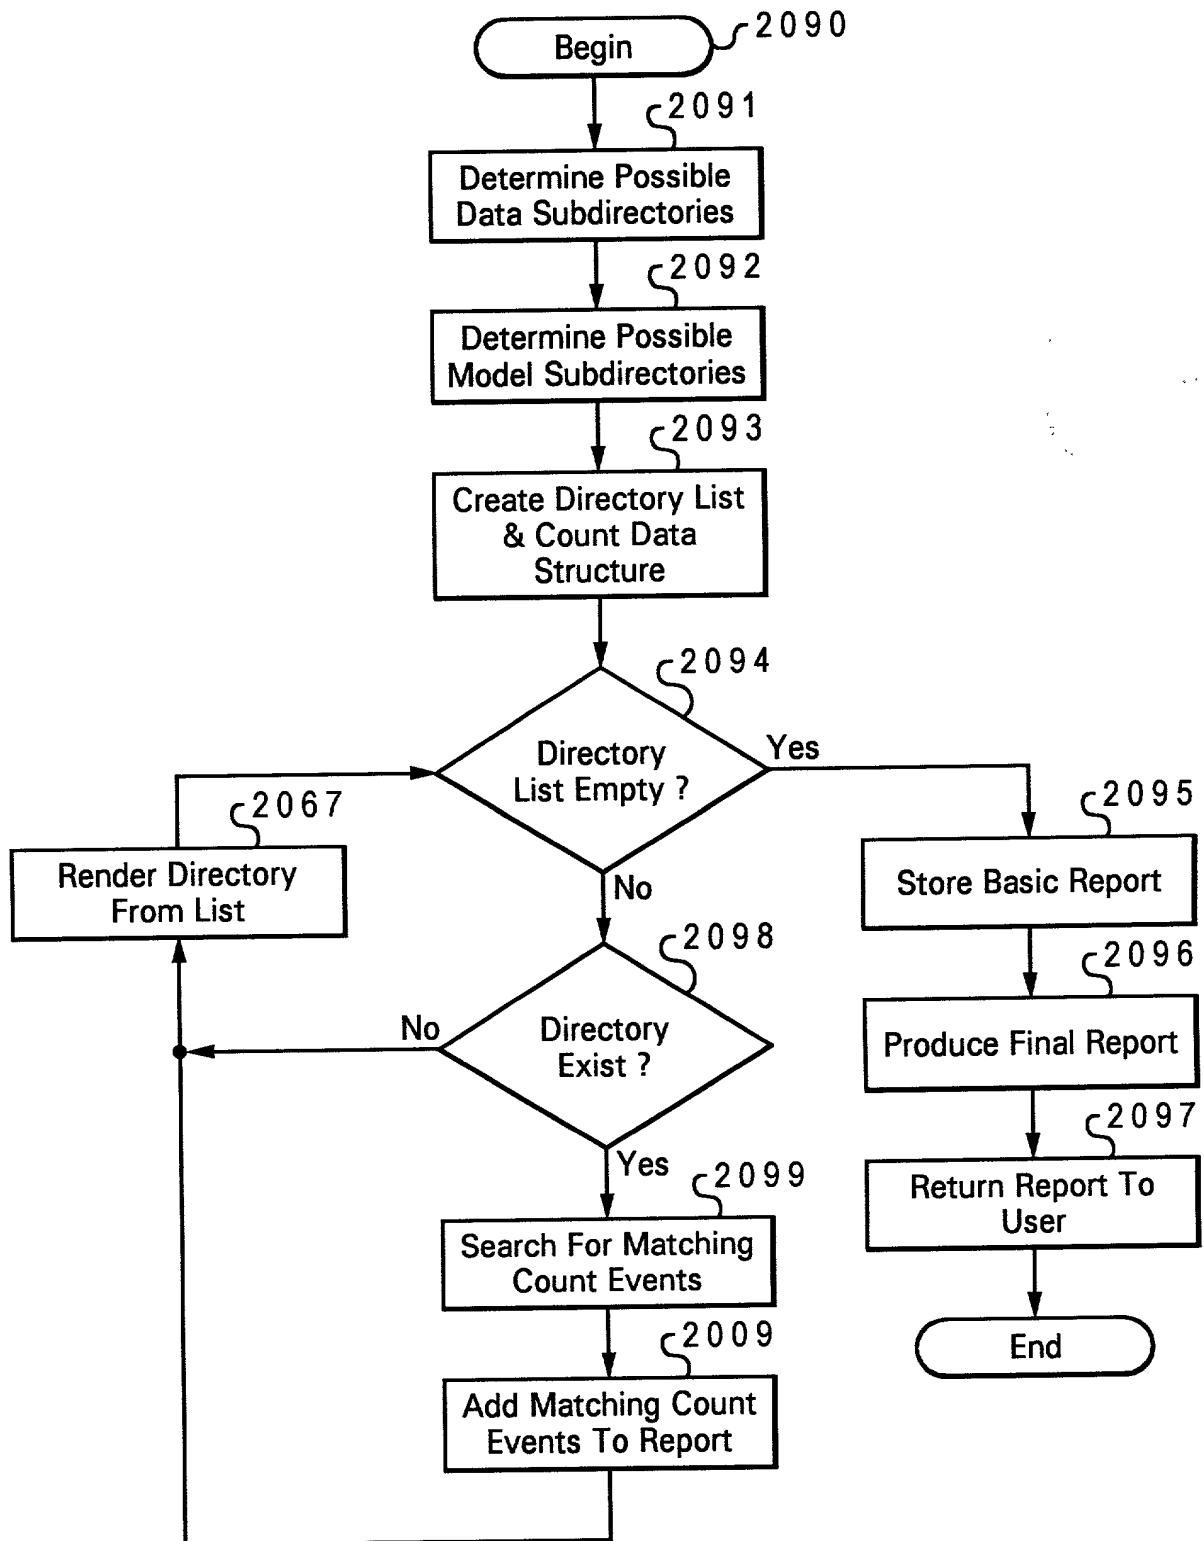 Begin
2090
2091
Determine Possible
Data Subdirectories
2092
Determine Possible
Model Subdirectories
2093
Create Directory List
& Count Data
Structure
2094
Directory
List Empty ?
Yes
No
2067
Render Directory
From List
2095
Store Basic Report
2098
Directory
Exist ?
No
Yes
2096
Produce Final Report
2097
Return Report To
User
End
2099
Search For Matching
Count Events
2009
Add Matching Count
Events To Report